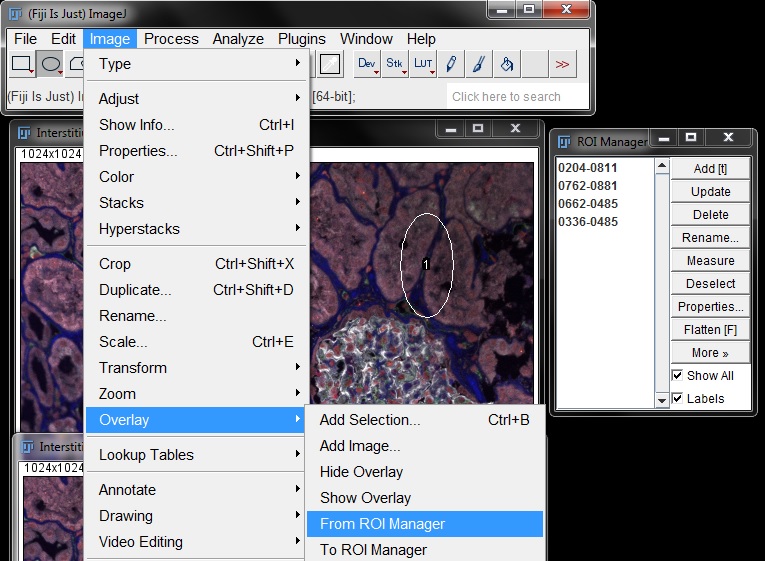 (Fiji Is Just) ImageJ
File Edit Image Process Analyze Plugins Window Help
Dev Stk LUT >>
(Fiji Is Just) [64-bit]; Click here to search
Type
Adjust
Show Info... Ctrl+I
Properties... Ctrl+Shift+P
Color
Stacks
Hyperstacks
Crop Ctrl+Shift+X
Duplicate... Ctrl+Shift+D
Rename...
Scale... Ctrl+E
Transform
Zoom
Overlay
Lookup Tables
Annotate
Drawing
Video Editing
Add Selection... Ctrl+B
Add Image...
Hide Overlay
Show Overlay
From ROI Manager
To ROI Manager
Interstiti
1024x1024
1
Interstiti
1024x1024
ROI Manager
0204-0811
0762-0881
0662-0485
0336-0485
Add [t]
Update
Delete
Rename...
Measure
Deselect
Properties...
Flatten [F]
More »
Show All
Labels